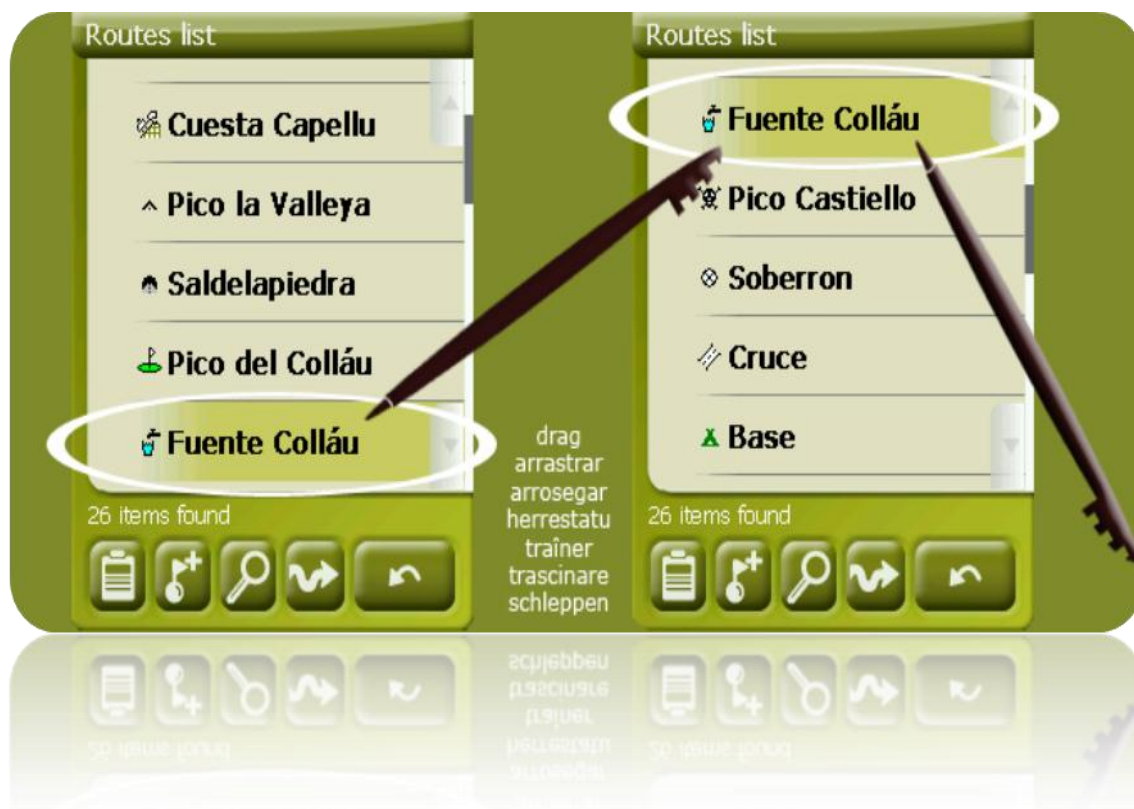 Routes list
Cuesta Capellu
Pico la Valleya
Saldelapiedra
Pico del Colláu
Fuente Colláu
26 items found
drag
arrastrar
arrosegar
herrestatu
traîner
trascinare
schleppen
Routes list
Fuente Colláu
Pico Castiello
Soberron
Cruce
Base
26 items found